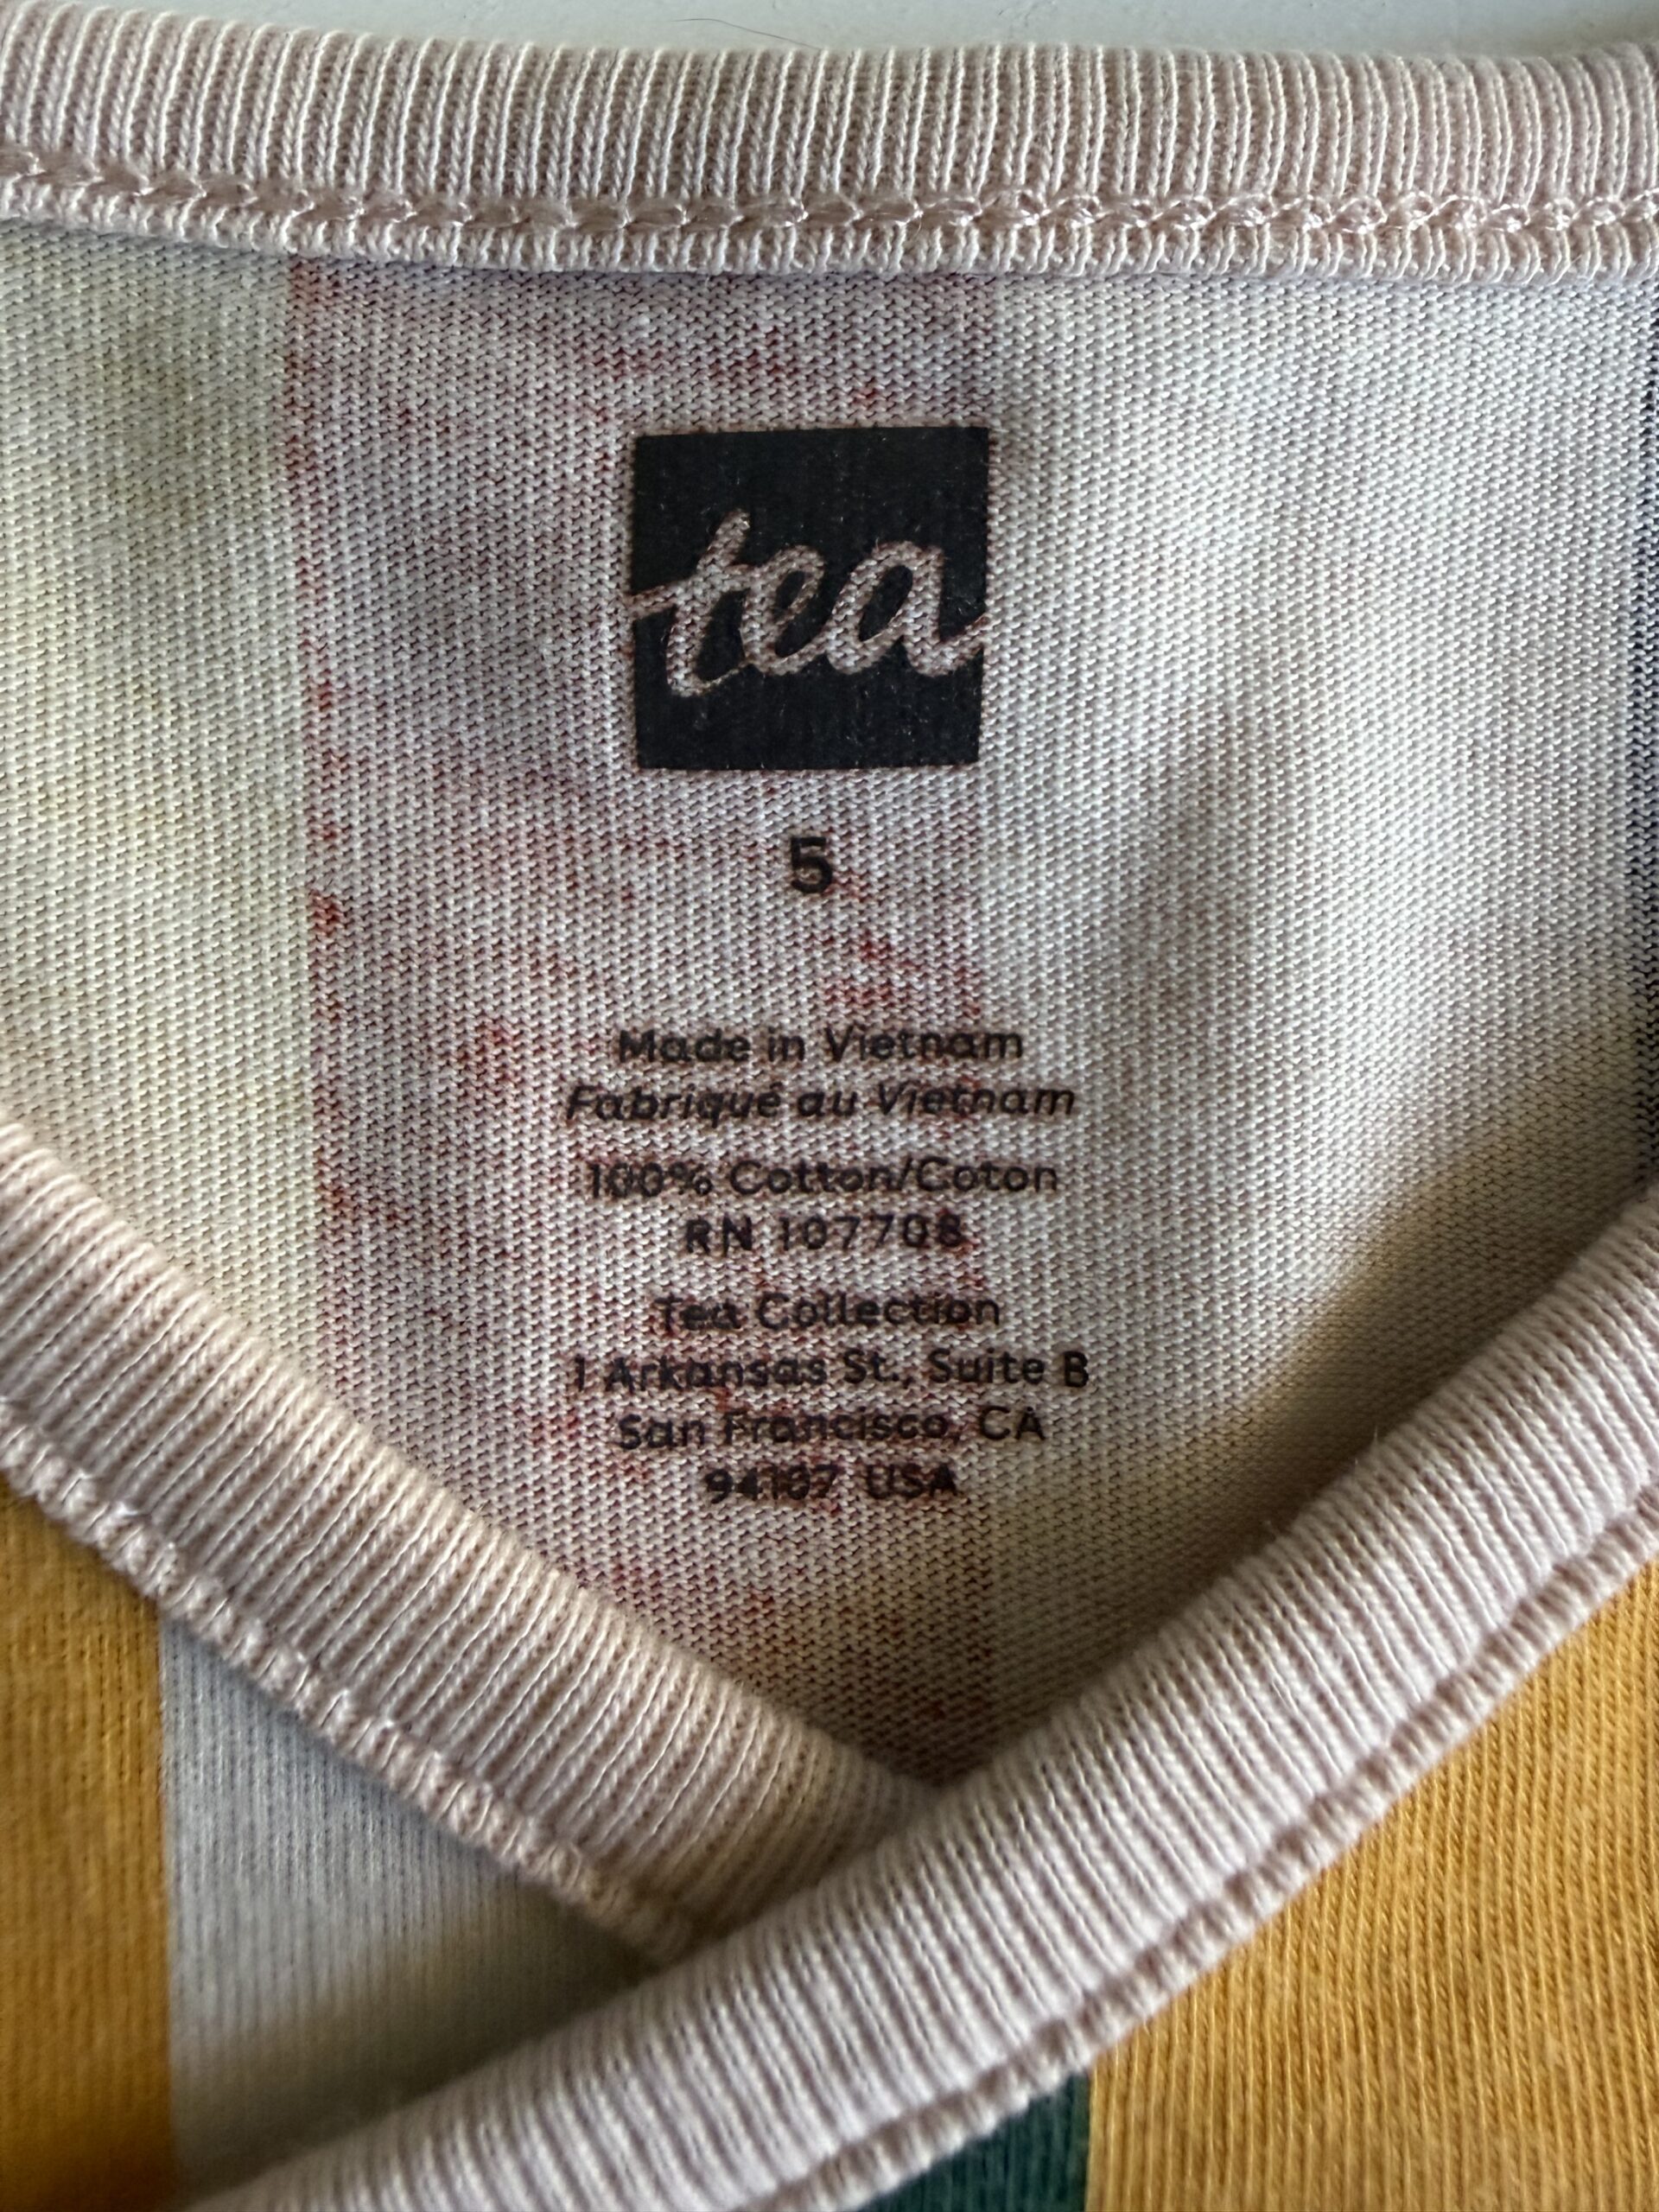 tea
5
Made in Vietnam
Fabriqué au Vietnam
100% Cotton/Coton
RN 107708
Tea Collection
1 Arkansas St., Suite B
San Francisco, CA
94107 USA